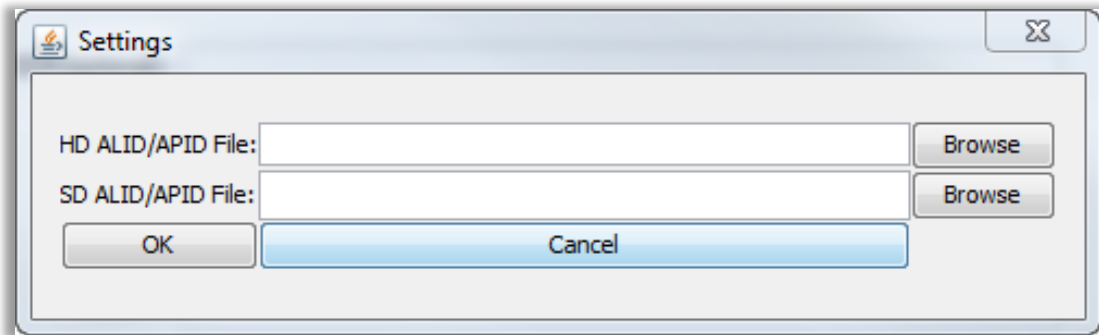 Settings
HD ALID/APID File: Browse
SD ALID/APID File: Browse
OK Cancel